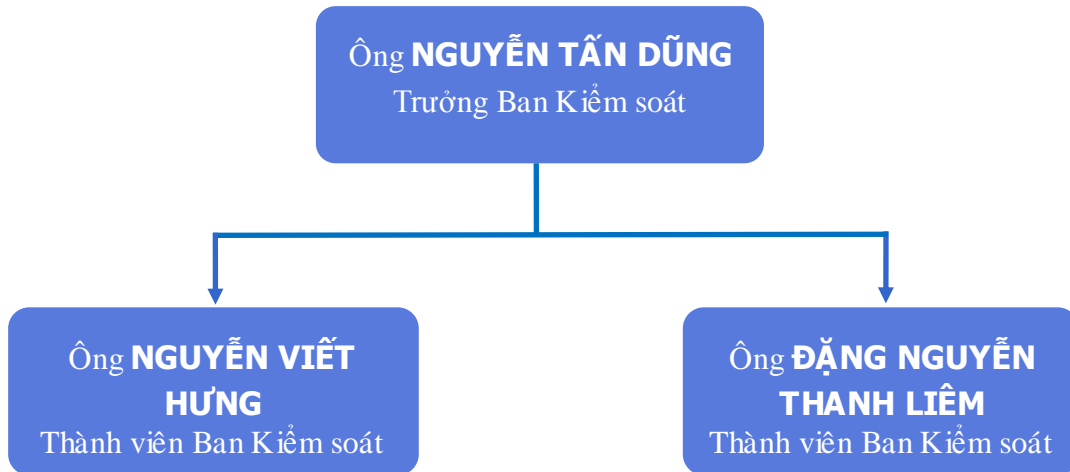 Ông NGUYỄN TẤN DŨNG
Trưởng Ban Kiểm soát
Ông NGUYỄN VIẾT
HƯNG
Thành viên Ban Kiểm soát
Ông ĐẶNG NGUYỄN
THANH LIÊM
Thành viên Ban Kiểm soát